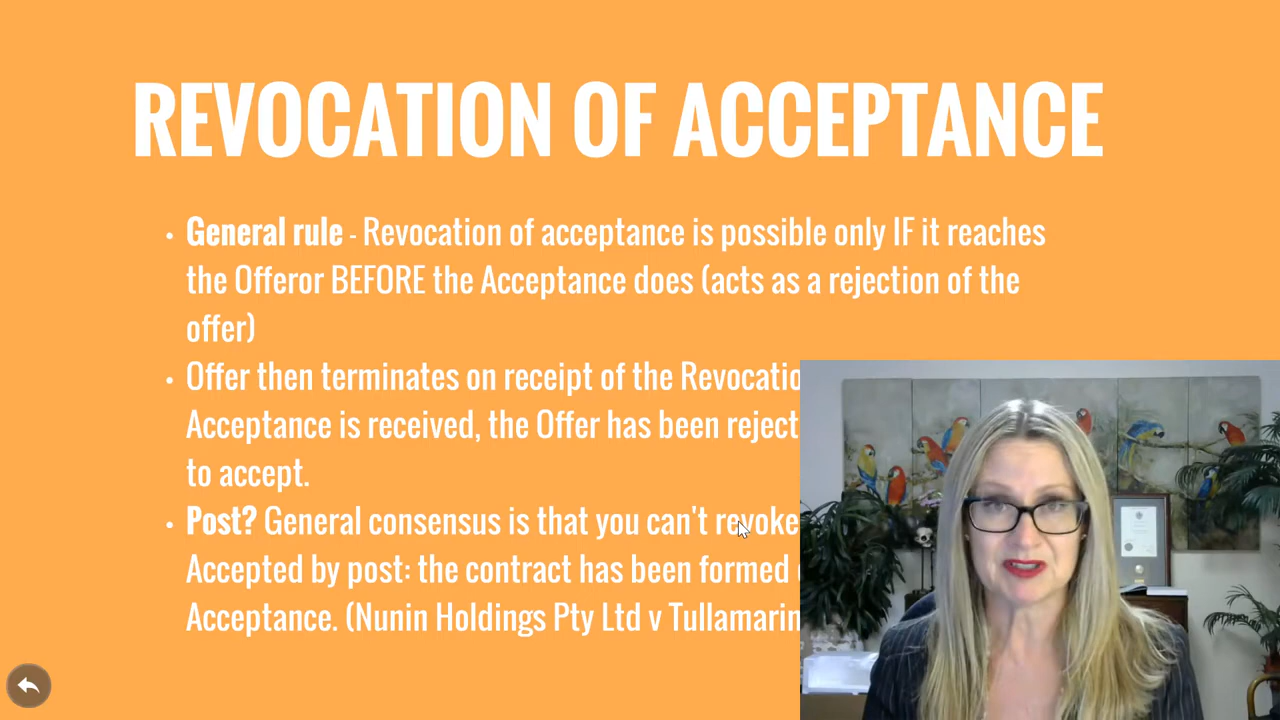 REVOCATION OF ACCEPTANCE
• General rule - Revocation of acceptance is possible only IF it reaches
the Offeror BEFORE the Acceptance does (acts as a rejection of the
offer)
• Offer then terminates on receipt of the Revocatio
Acceptance is received, the Offer has been reject
to accept.
• Post? General consensus is that you can't revoke
Accepted by post: the contract has been formed
Acceptance. (Nunin Holdings Pty Ltd v Tullamarin